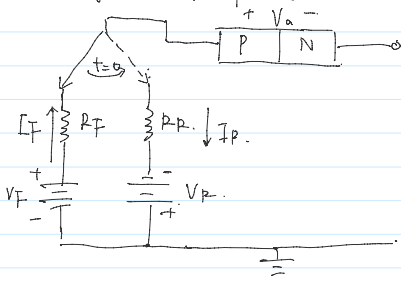 + Va -
P N
t=0
IF RF RR. IR.
+ -
VF VR.
- +